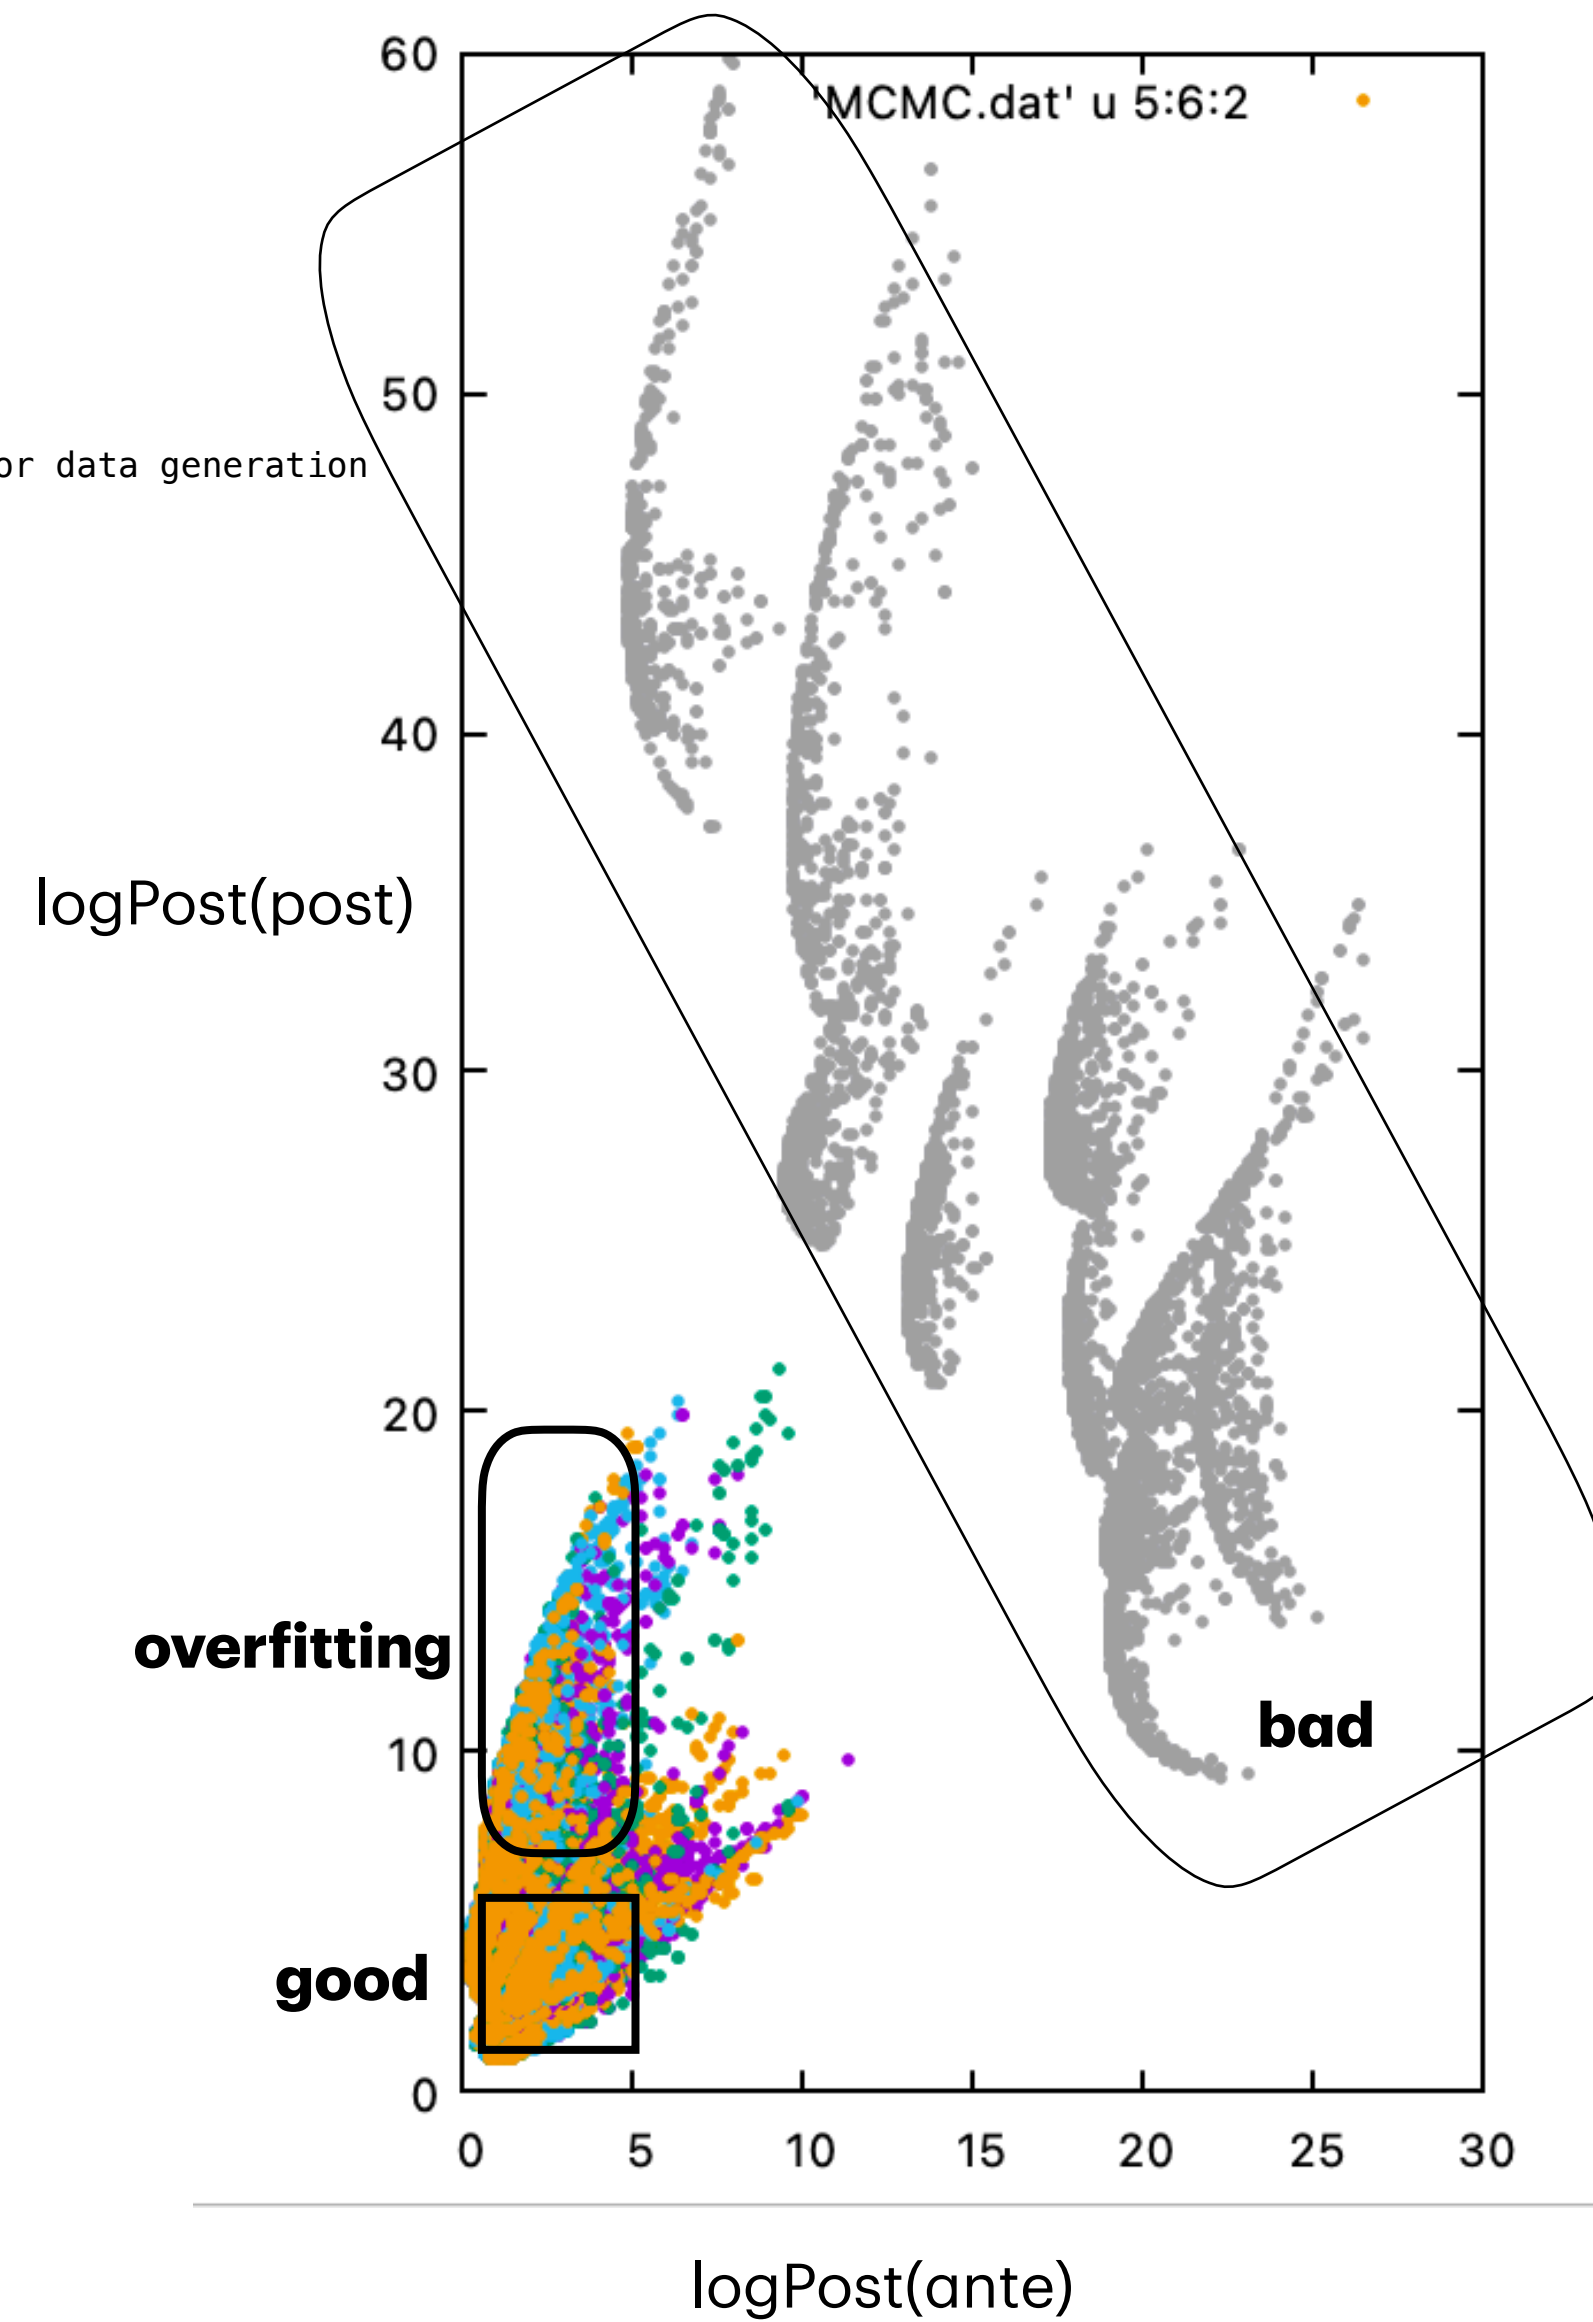 60
'MCMC.dat' u 5:6:2
50
or data generation
40
logPost(post)
30
20
overfitting
bad
10
good
0
0 5 10 15 20 25 30
logPost(ante)